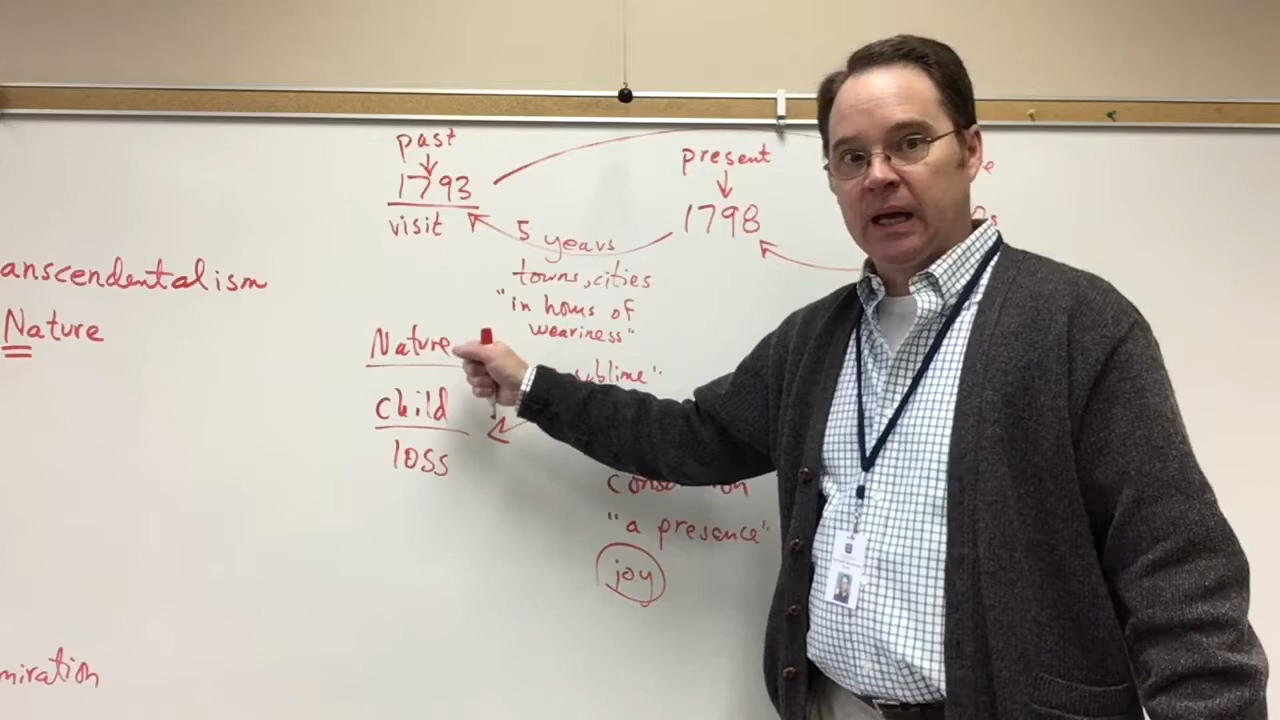 past
1793
visit
present
1798
5 years
towns, cities
"in hours of
weariness"
anscendentalism
Nature
Nature
child
loss
sublime"
"a presence"
joy
miration